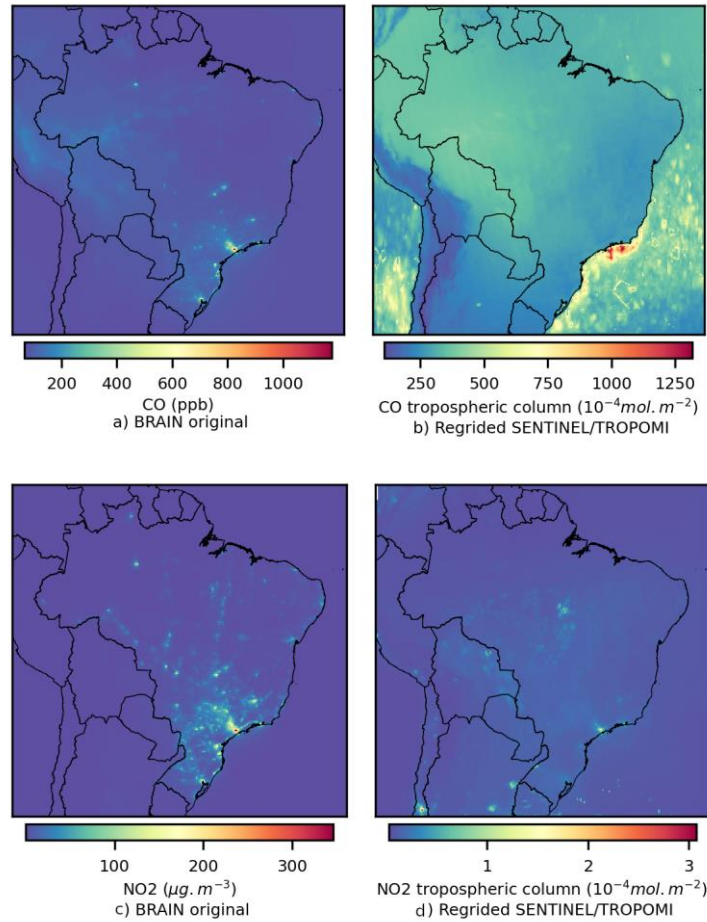 200 400 600 800 1000
CO (ppb)
a) BRAIN original
250 500 750 1000 1250
CO tropospheric column (10⁻⁴mol.m⁻²)
b) Regrided SENTINEL/TROPOMI
100 200 300
NO2 (μg.m⁻³)
c) BRAIN original
1 2 3
NO2 tropospheric column (10⁻⁴mol.m⁻²)
d) Regrided SENTINEL/TROPOMI